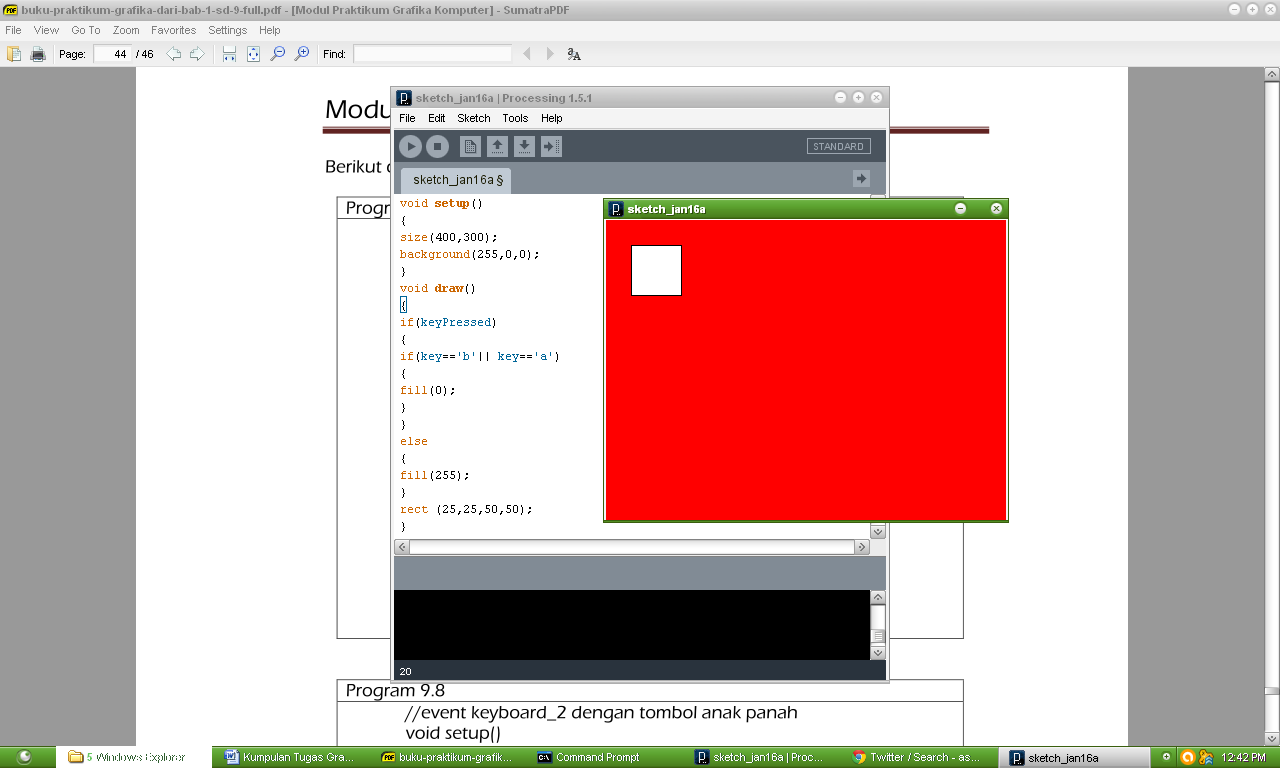 buku-praktikum-grafika-dari-bab-1-sd-9-full.pdf - [Modul Praktikum Grafika Komputer] - SumatraPDF
File View Go To Zoom Favorites Settings Help
Page: 44 / 46 Find:
Modu
Berikut
Progr
sketch_jan16a | Processing 1.5.1
File Edit Sketch Tools Help
STANDARD
sketch_jan16a §
void setup()
{
size(400,300);
background(255,0,0);
}
void draw()
{
if(keyPressed)
{
if(key=='b'|| key=='a')
{
fill(0);
}
}
else
{
fill(255);
}
rect (25,25,50,50);
}
20
sketch_jan16a
Program 9.8
//event keyboard_2 dengan tombol anak panah
void setup()
5 Windows Explorer Kumpulan Tugas Gra... buku-praktikum-grafik... Command Prompt sketch_jan16a | Proc... Twitter / Search - as... sketch_jan16a 12:42 PM